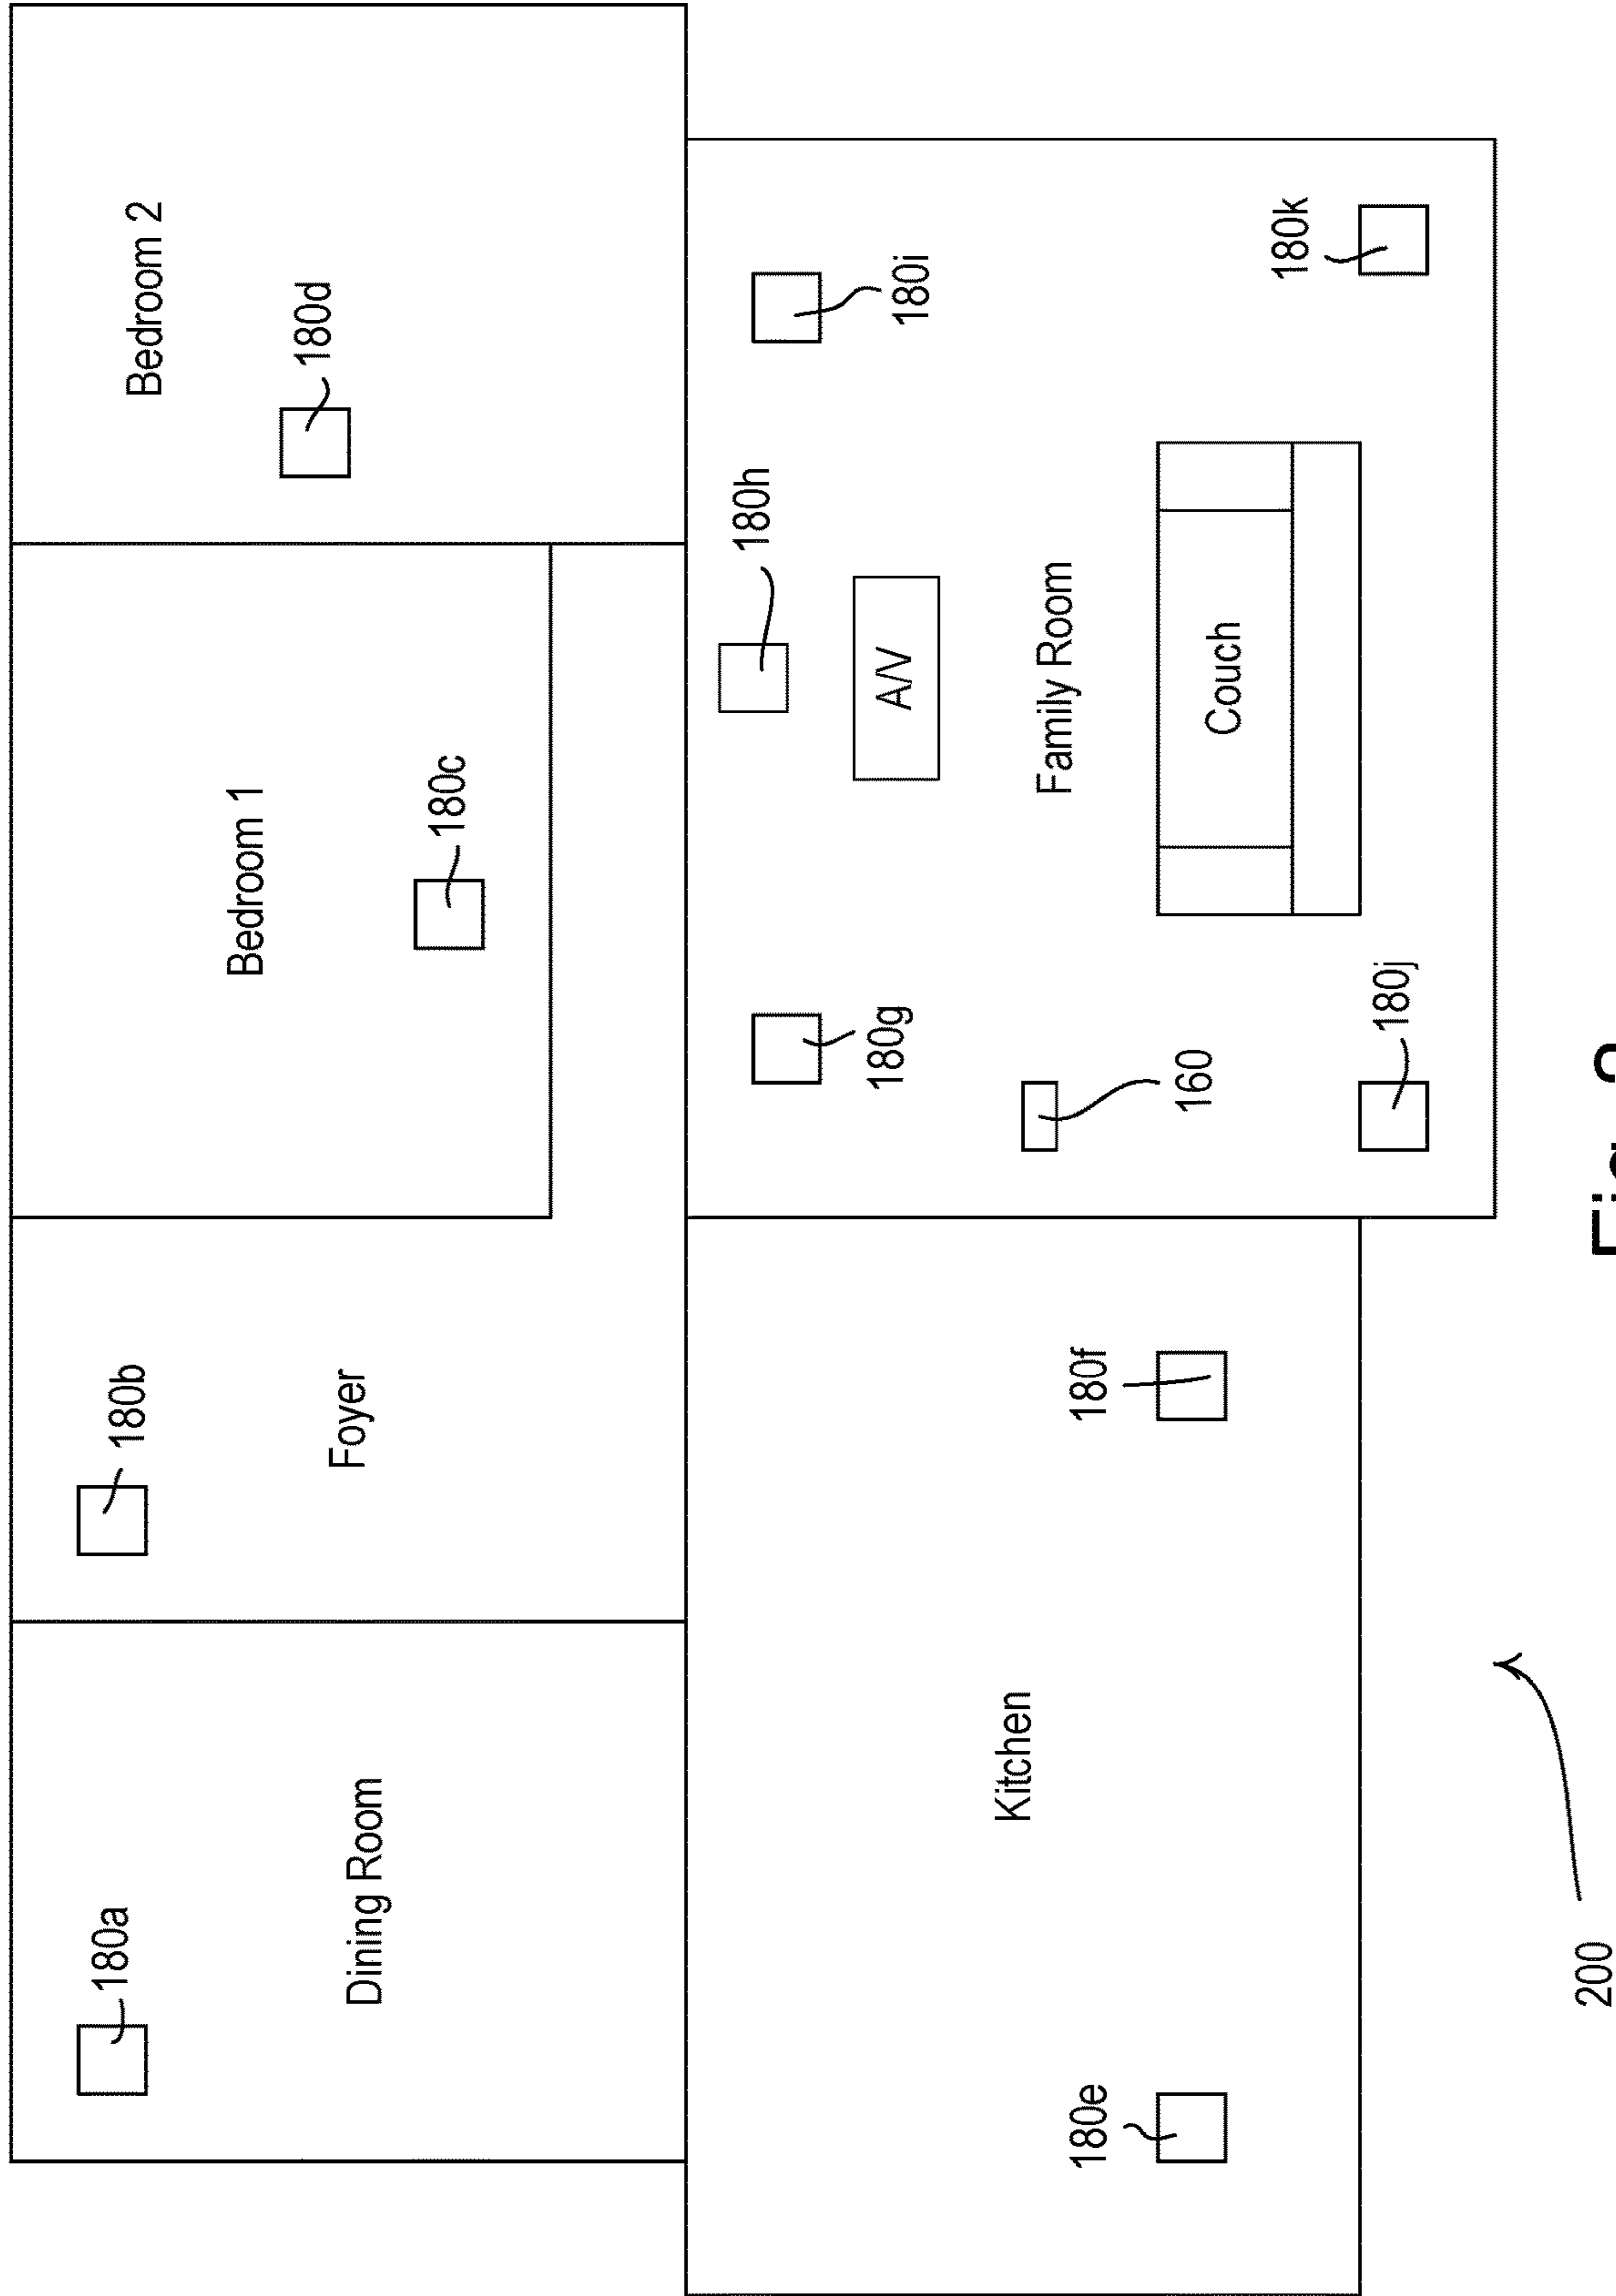 180a
180b
Bedroom 2
Bedroom 1
180d
Foyer
Dining Room
180c
180h
180g
180i
A/V
Kitchen
Family Room
180e
180f
160
Couch
180k
180j
200